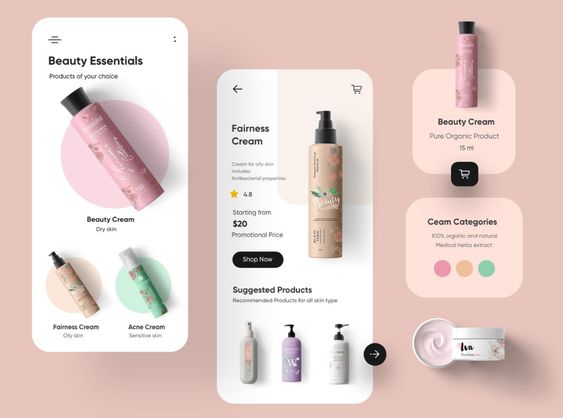 Beauty Essentials
Products of your choice
Beauty Cream
Dry skin
Fairness Cream
Oily skin
Acne Cream
Sensitive skin
Fairness
Cream
Cream for oily skin
includes
Antibacterial properties
4.8
Starting from
$20
Promotional Price
Shop Now
Beauty
Suggested Products
Recommended Products for all skin type
Beauty Cream
Pure Organic Product
15 ml
Ceam Categories
100% organic and natural
Medical herbs extract
Iva